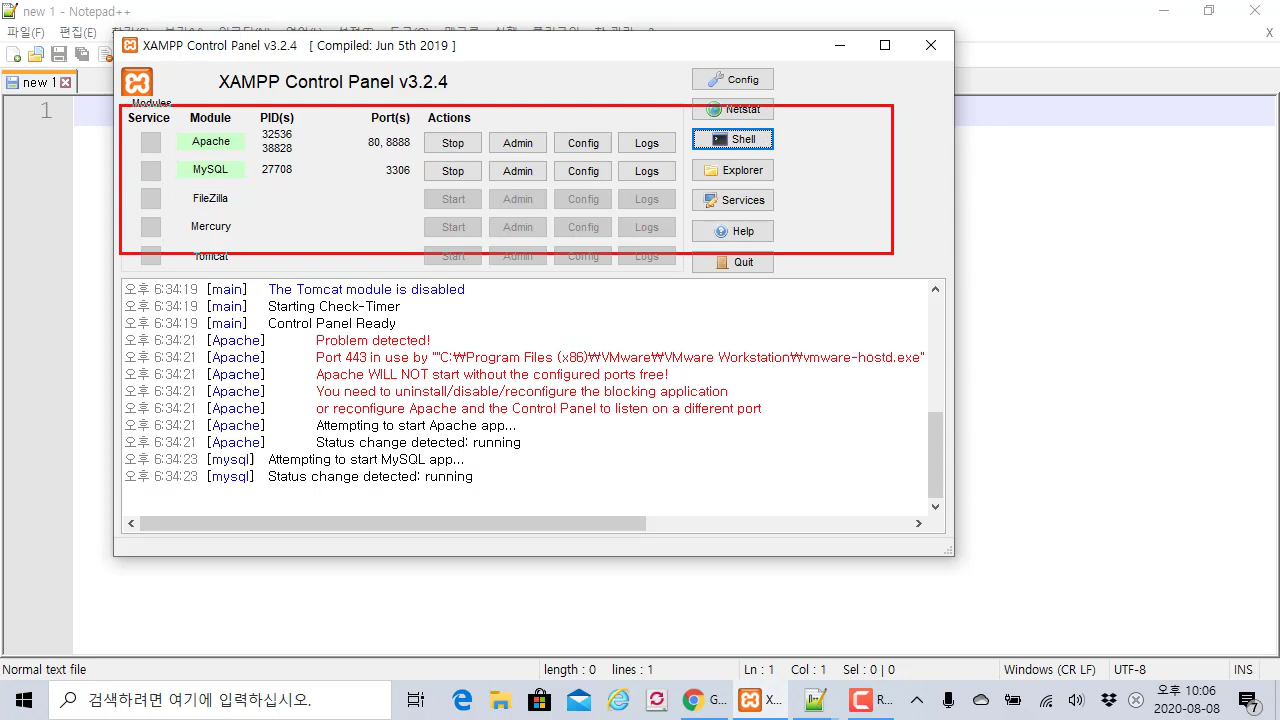 new 1 - Notepad++
파일(F) 편집(E)
X
new 1
1
XAMPP Control Panel v3.2.4 [ Compiled: Jun 5th 2019 ]
XAMPP Control Panel v3.2.4
Config
Modules
Netstat
Service Module PID(s) Port(s) Actions
Apache 32536 38828 80, 8888 Stop Admin Config Logs
Shell
MySQL 27708 3306 Stop Admin Config Logs
Explorer
FileZilla Start Admin Config Logs
Services
Mercury Start Admin Config Logs
Help
Tomcat Start Admin Config Logs
Quit
오후 6:34:19 [main] The Tomcat module is disabled
오후 6:34:19 [main] Starting Check-Timer
오후 6:34:19 [main] Control Panel Ready
오후 6:34:21 [Apache] Problem detected!
오후 6:34:21 [Apache] Port 443 in use by ""C:₩Program Files (x86)₩VMware₩VMware Workstation₩vmware-hostd.exe"
오후 6:34:21 [Apache] Apache WILL NOT start without the configured ports free!
오후 6:34:21 [Apache] You need to uninstall/disable/reconfigure the blocking application
오후 6:34:21 [Apache] or reconfigure Apache and the Control Panel to listen on a different port
오후 6:34:21 [Apache] Attempting to start Apache app...
오후 6:34:21 [Apache] Status change detected: running
오후 6:34:23 [mysql] Attempting to start MySQL app...
오후 6:34:23 [mysql] Status change detected: running
Normal text file length : 0 lines : 1 Ln : 1 Col : 1 Sel : 0 | 0 Windows (CR LF) UTF-8 INS
검색하려면 여기에 입력하십시오.
G... X... R...
오후 10:06
2020-08-08
7